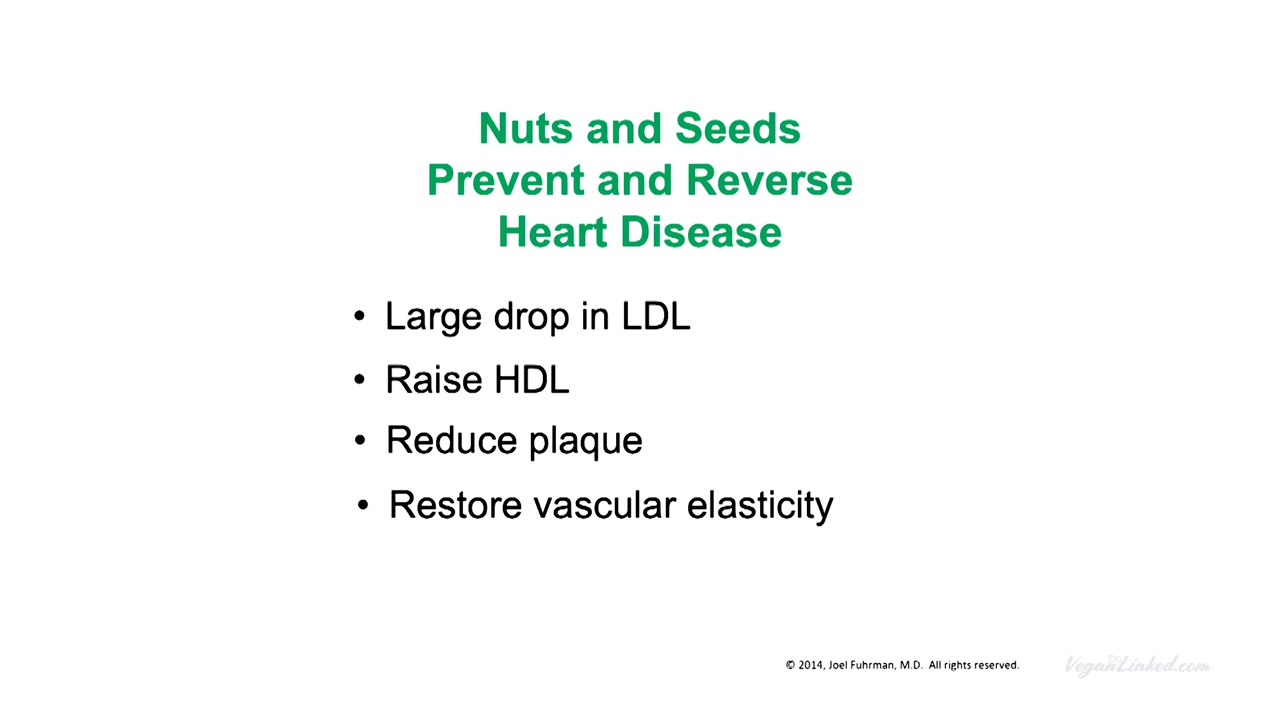 Nuts and Seeds
Prevent and Reverse
Heart Disease
• Large drop in LDL
• Raise HDL
• Reduce plaque
• Restore vascular elasticity
© 2014, Joel Fuhrman, M.D. All rights reserved.
VeganLinked.com